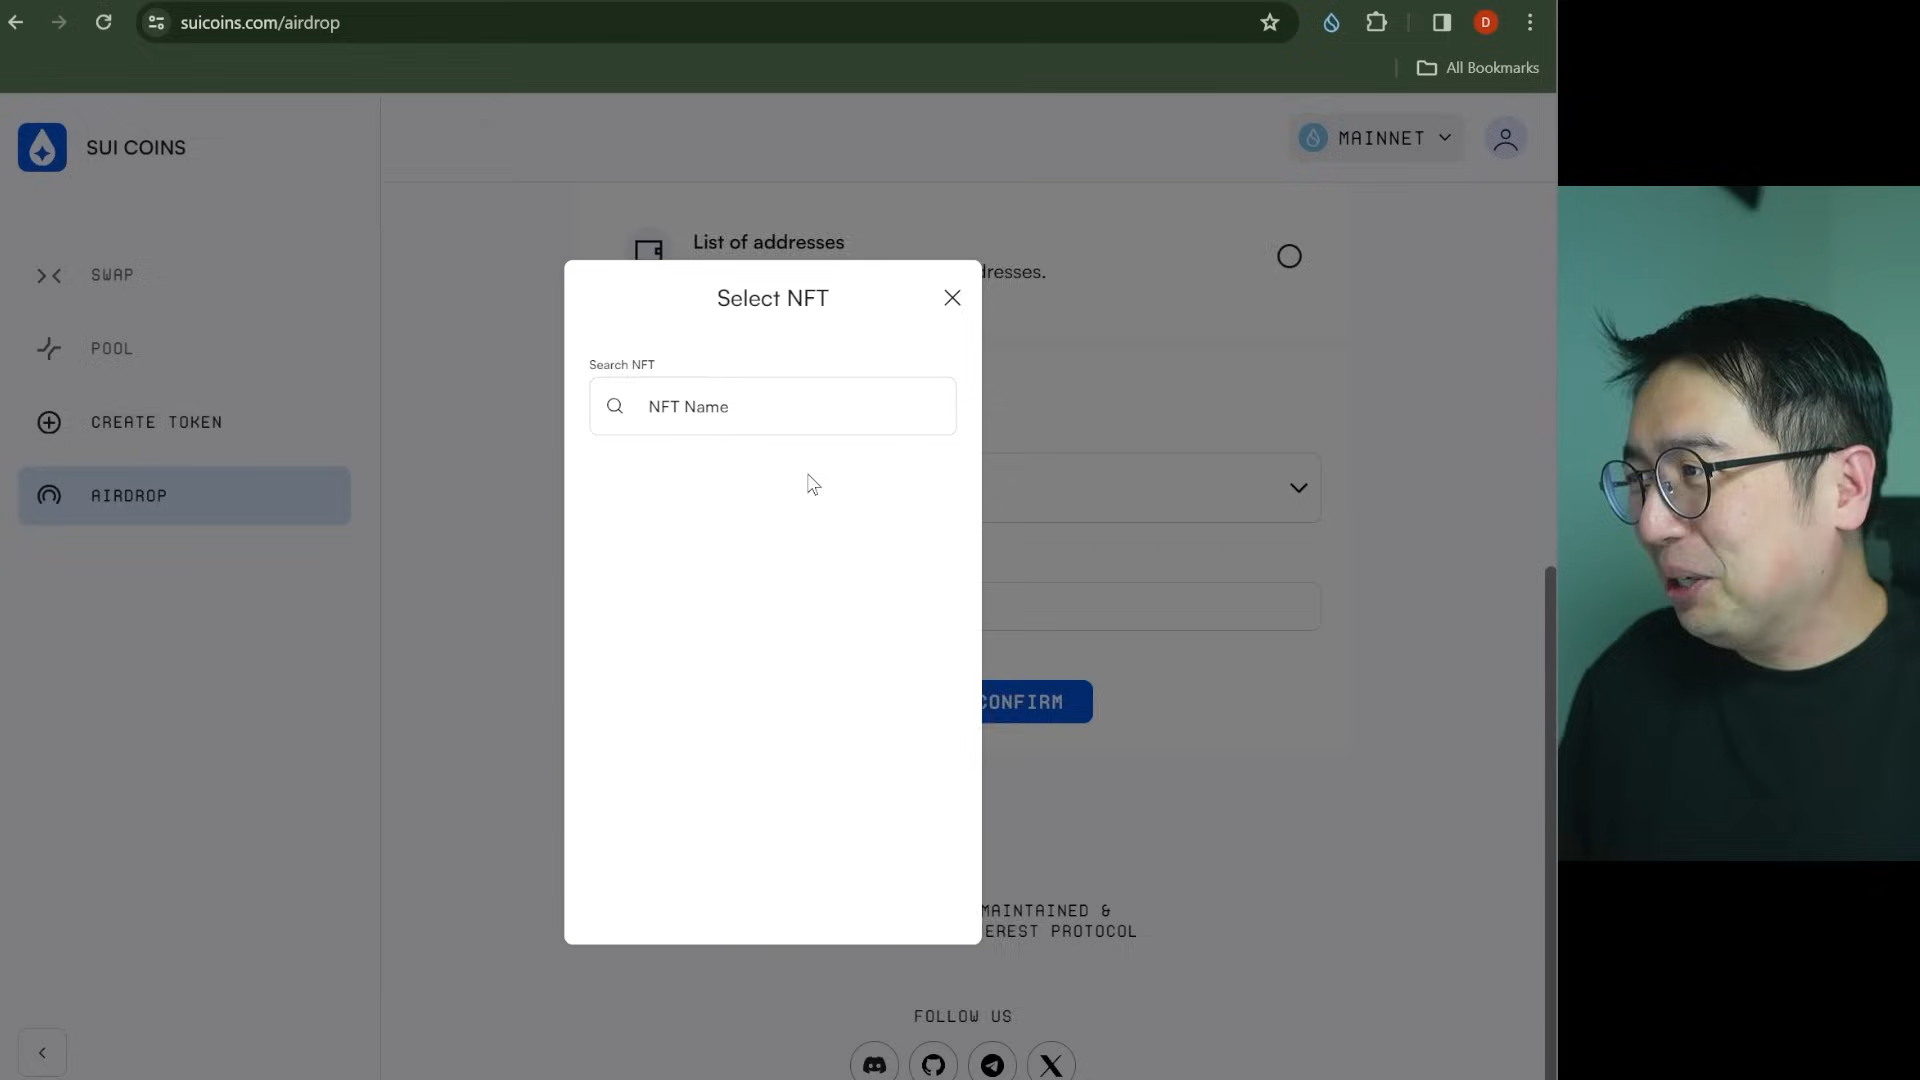 suicoins.com/airdrop
D
All Bookmarks
SUI COINS
MAINNET
SWAP
POOL
CREATE TOKEN
AIRDROP
List of addresses
dresses.
Select NFT
Search NFT
NFT Name
CONFIRM
MAINTAINED &
EREST PROTOCOL
FOLLOW US